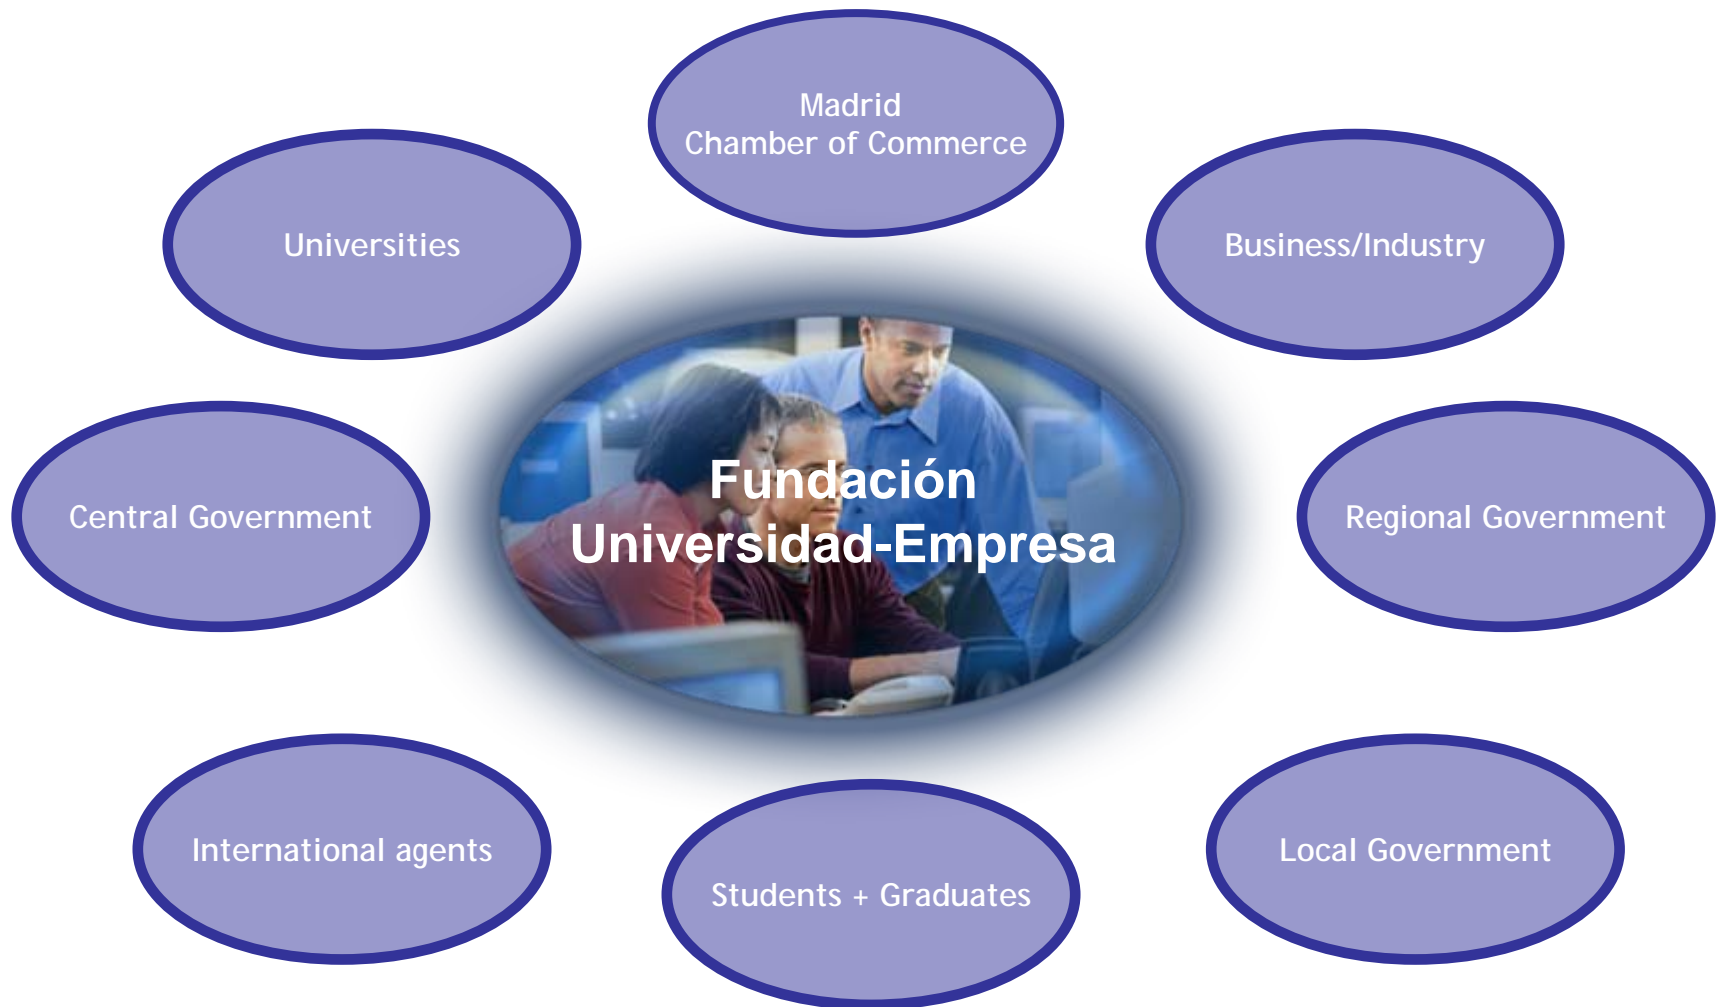 Madrid
Chamber of Commerce
Universities
Business/Industry
Fundación
Universidad-Empresa
Central Government
Regional Government
International agents
Local Government
Students + Graduates